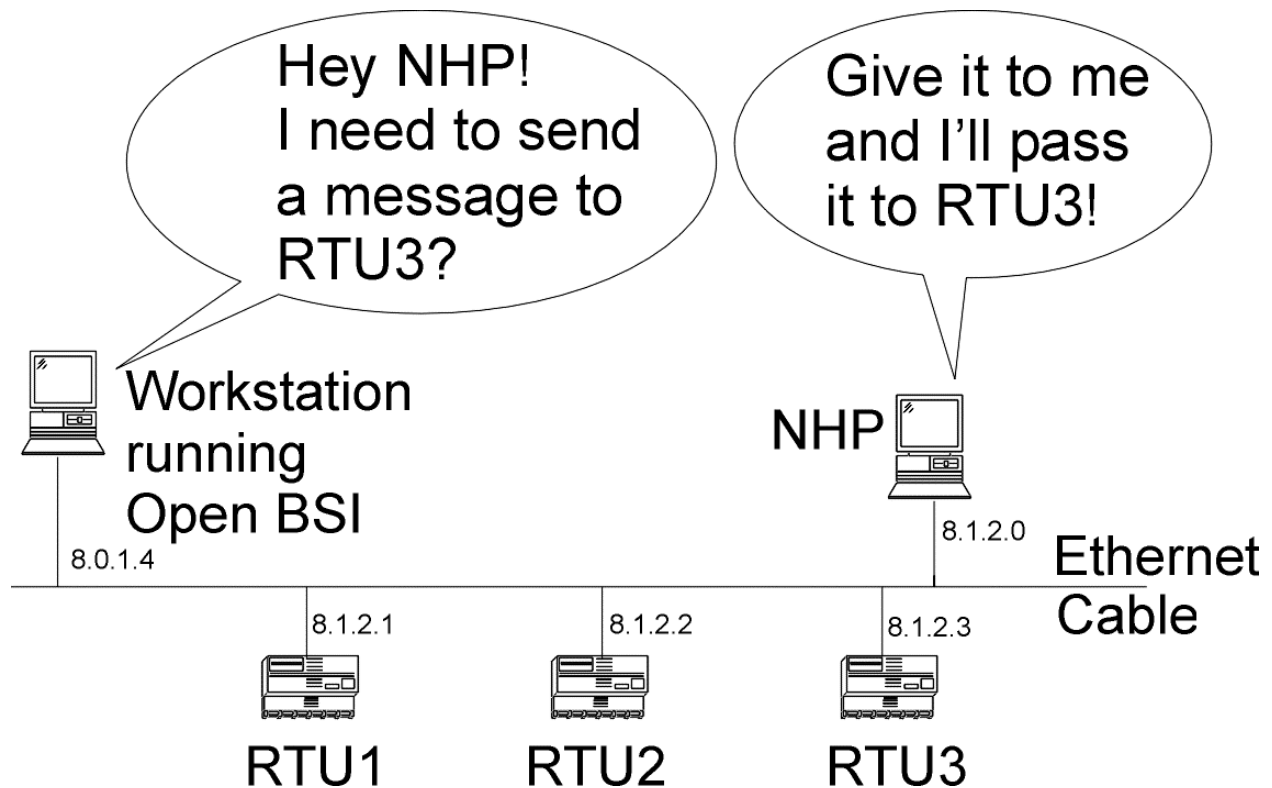 Hey NHP!
I need to send
a message to
RTU3?
Give it to me
and I'll pass
it to RTU3!
Workstation
running
Open BSI
NHP
8.0.1.4
8.1.2.0
Ethernet
Cable
8.1.2.1
8.1.2.2
8.1.2.3
RTU1
RTU2
RTU3